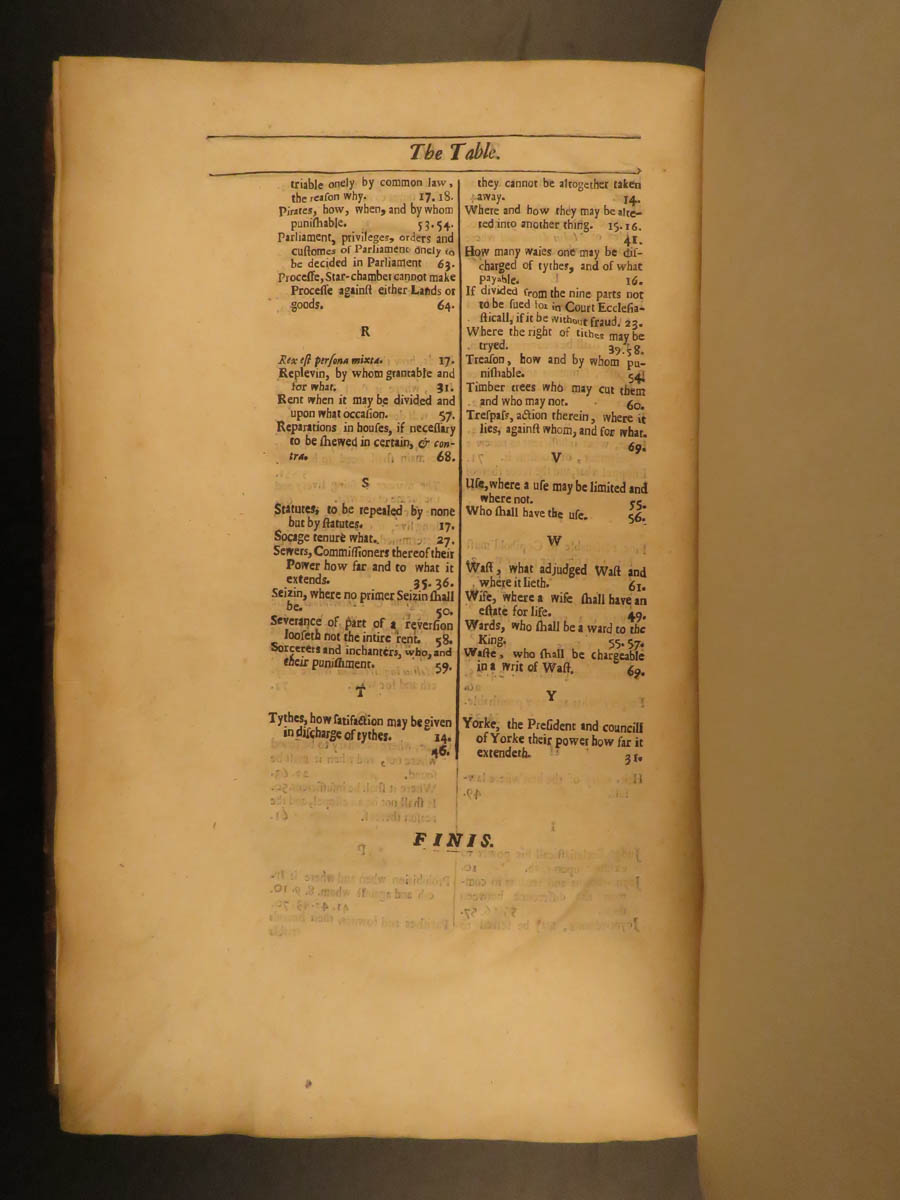 The Table.
triable onely by common law,
the reaſon why. 17.18.
Pirates, how, when, and by whom
puniſhable. 53.54.
Parliament, privileges, orders and
cuſtomes of Parliament onely to
be decided in Parliament 63.
Proceſſe, Star-chamber cannot make
Proceſſe againſt either Lands or
goods. 64.
R
Rex eſt perſona mixta. 17.
Replevin, by whom grantable and
for what. 31.
Rent when it may be divided and
upon what occaſion. 57.
Reparations in houſes, if neceſſary
to be ſhewed in certain, & con-
tra. 68.
S
Statutes, to be repealed by none
but by ſtatutes. 17.
Socage tenure what. 27.
Sewers, Commiſſioners thereof their
Power how far and to what it
extends. 35.36.
Seizin, where no primer Seizin ſhall
be. 50.
Severance of part of a reverſion
looſeth not the intire rent. 58.
Sorcerers and inchanters, who, and
their puniſhment. 59.
T
Tythes, how ſatiſfaction may be given
in diſcharge of tythes. 14.
46.
they cannot be altogether taken
away. 14.
Where and how they may be alte-
red into another thing. 15.16.
41.
How many waies one may be diſ-
charged of tythes, and of what
payable. 16.
If divided from the nine parts not
to be ſued for in Court Eccleſia-
ſticall, if it be without fraud. 23.
Where the right of tithes may be
tryed. 39.58.
Treaſon, how and by whom pu-
niſhable. 54.
Timber trees who may cut them
and who may not. 60.
Treſpaſs, action therein, where it
lies, againſt whom, and for what.
69.
V
Uſe, where a uſe may be limited and
where not. 55.
Who ſhall have the uſe. 56.
W
Waſt, what adjudged Waſt and
where it lieth. 61.
Wife, where a wife ſhall have an
eſtate for life. 49.
Wards, who ſhall be a ward to the
King. 55.57.
Waſte, who ſhall be chargeable
in a writ of Waſt. 69.
Y
Yorke, the Preſident and councill
of Yorke their power how far it
extendeth. 31.
FINIS.